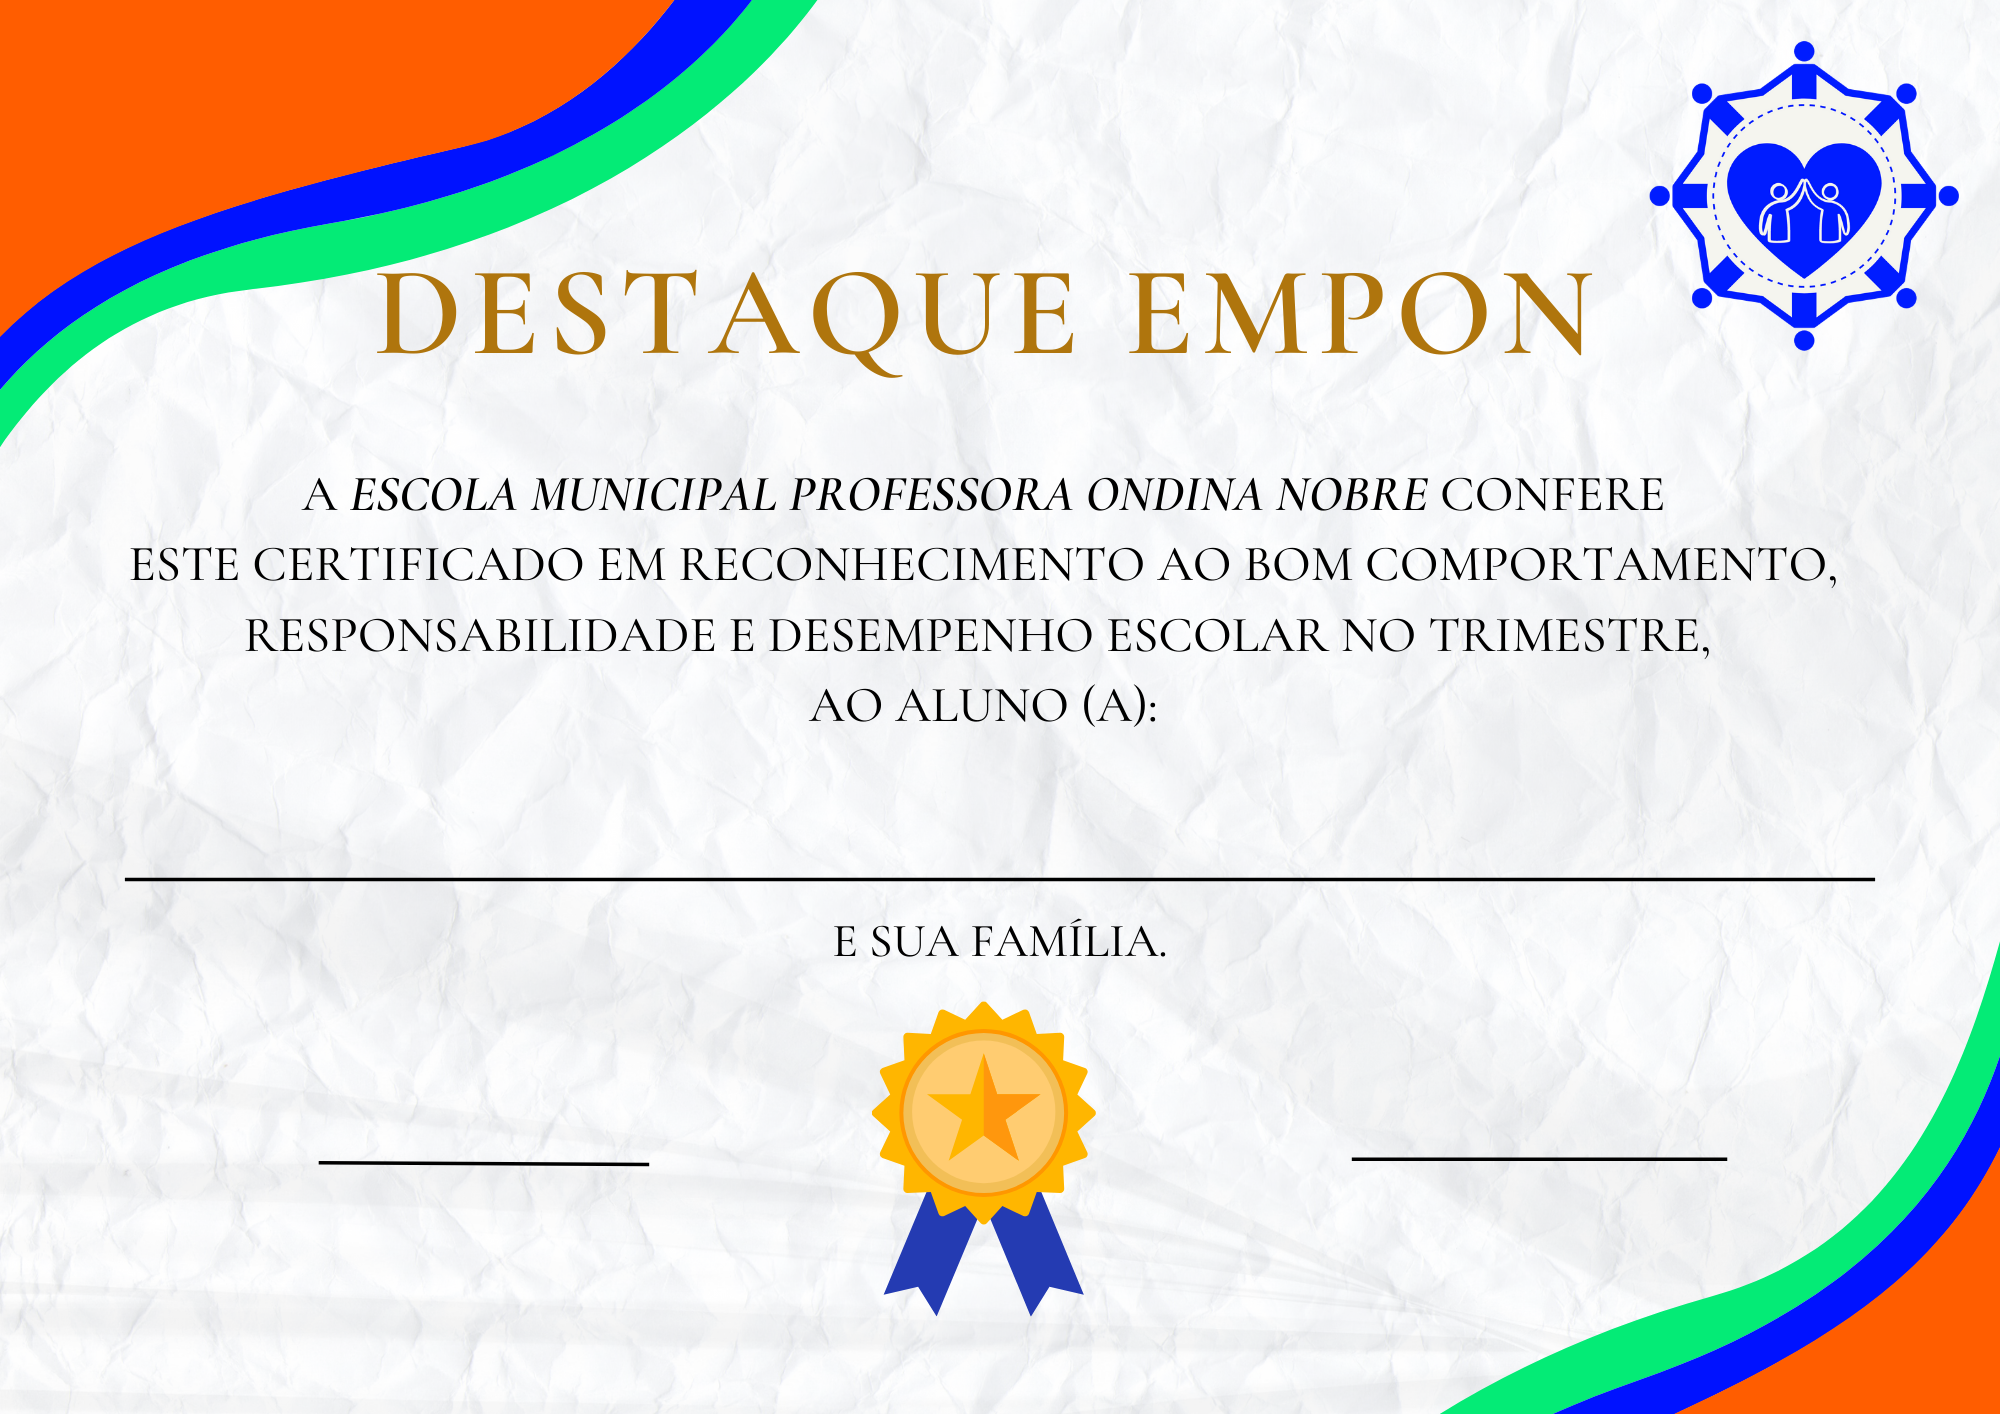 DESTAQUE EMPON
A ESCOLA MUNICIPAL PROFESSORA ONDINA NOBRE CONFERE
ESTE CERTIFICADO EM RECONHECIMENTO AO BOM COMPORTAMENTO,
RESPONSABILIDADE E DESEMPENHO ESCOLAR NO TRIMESTRE,
AO ALUNO (A):
E SUA FAMÍLIA.